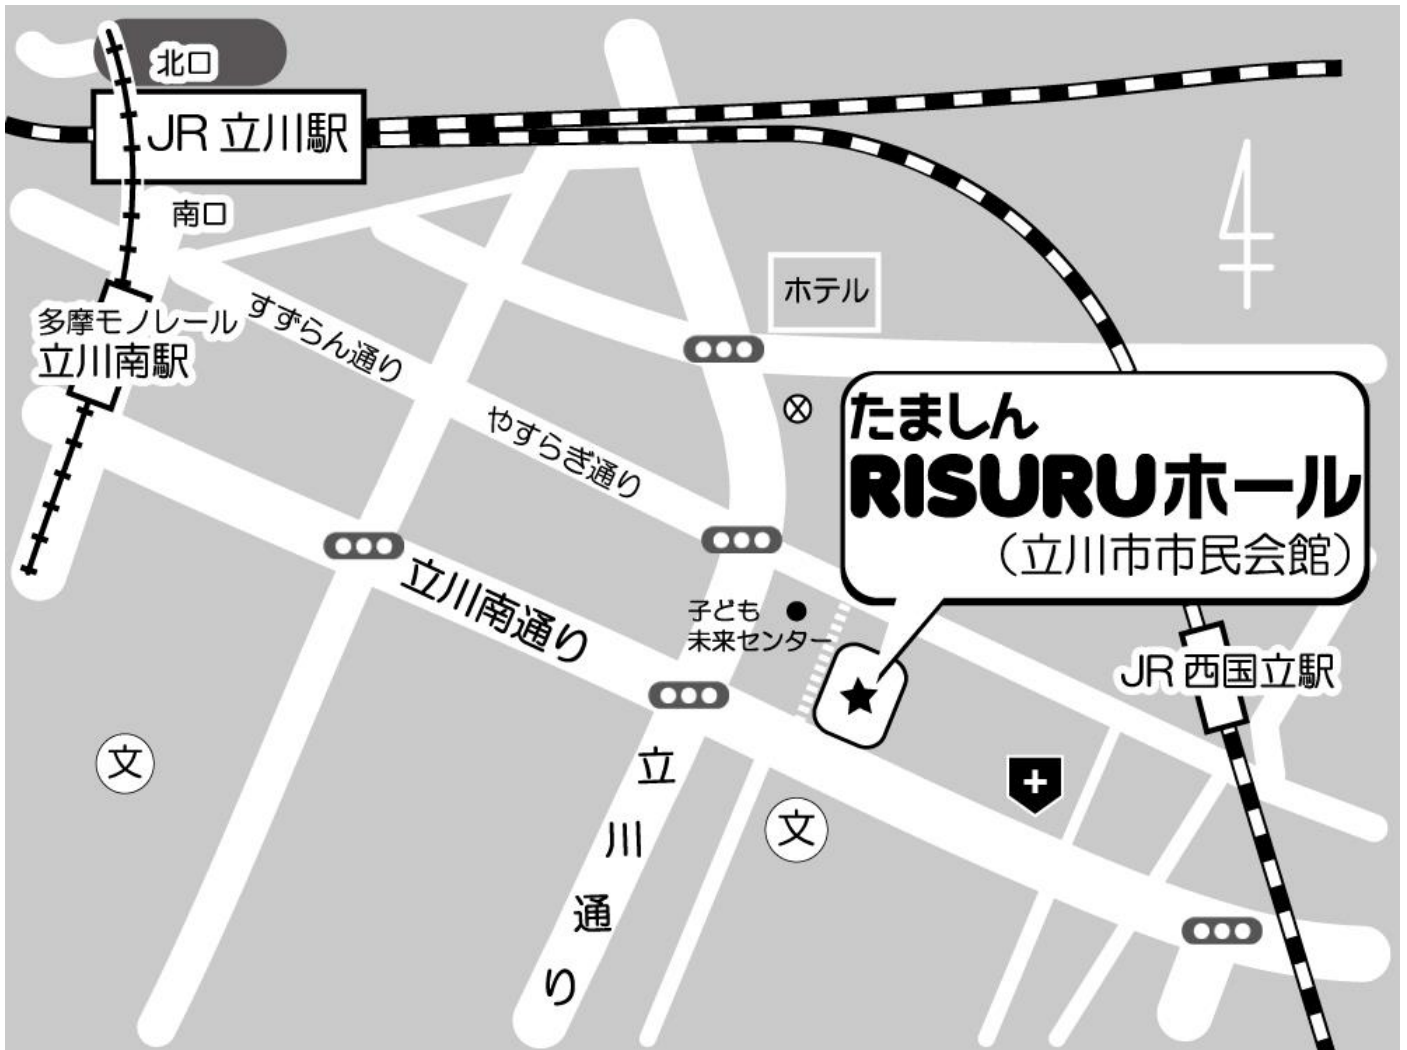 北口
JR 立川駅
南口
多摩モノレール
立川南駅
すずらん通り
やすらぎ通り
ホテル
たましん
RISURUホール
（立川市市民会館）
立川南通り
子ども
未来センター
JR 西国立駅
文
文
立川通り